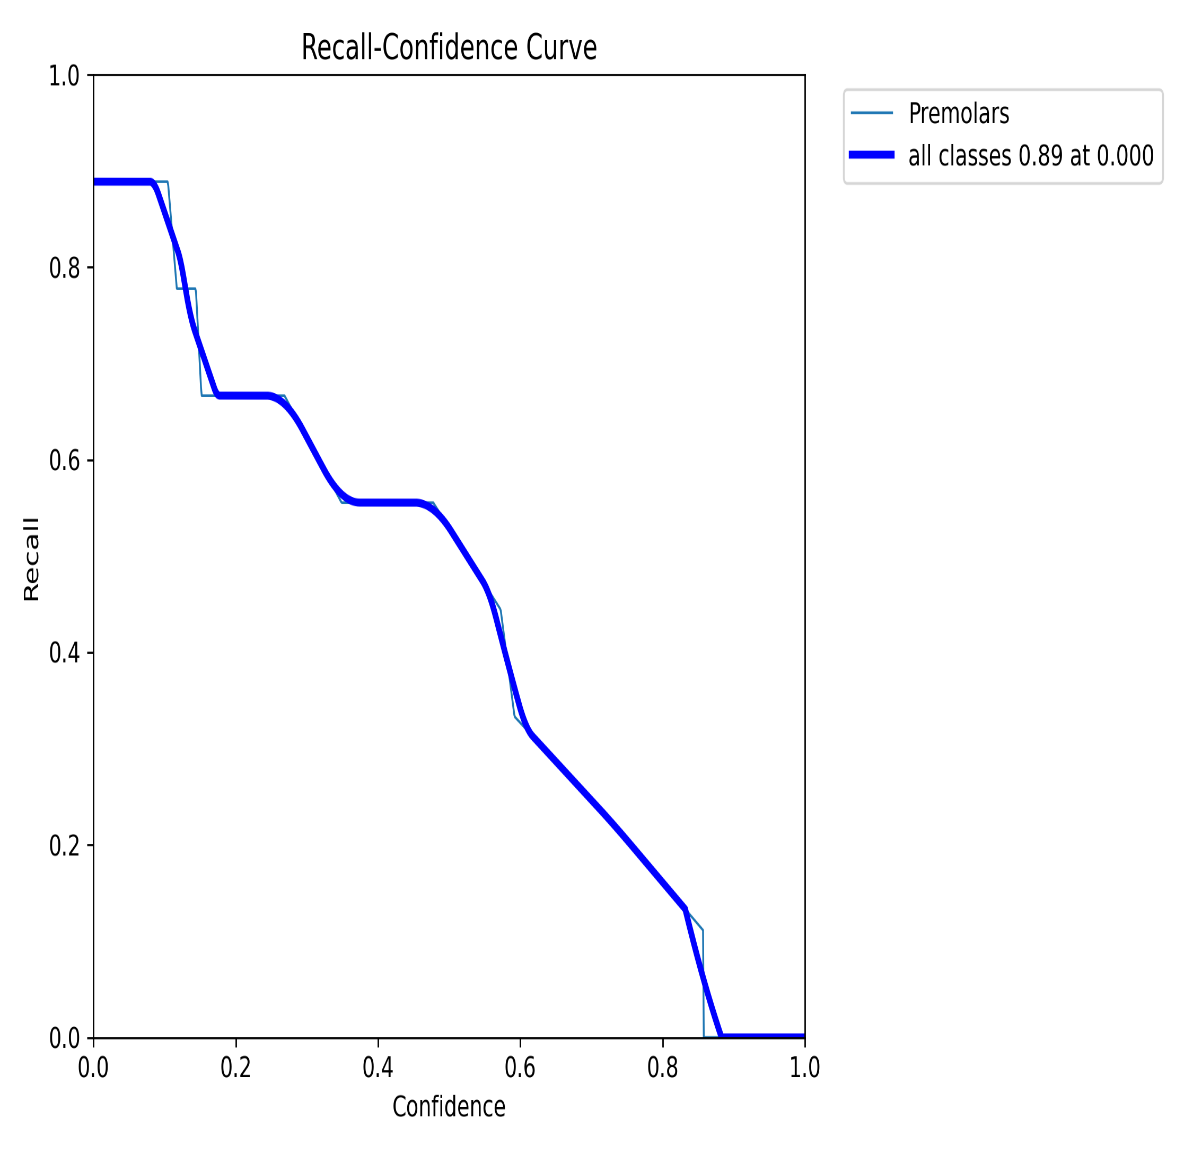 Recall-Confidence Curve
Premolars
all classes 0.89 at 0.000
1.0
0.8
0.6
0.4
0.2
0.0
Recall
0.0 0.2 0.4 0.6 0.8 1.0
Confidence